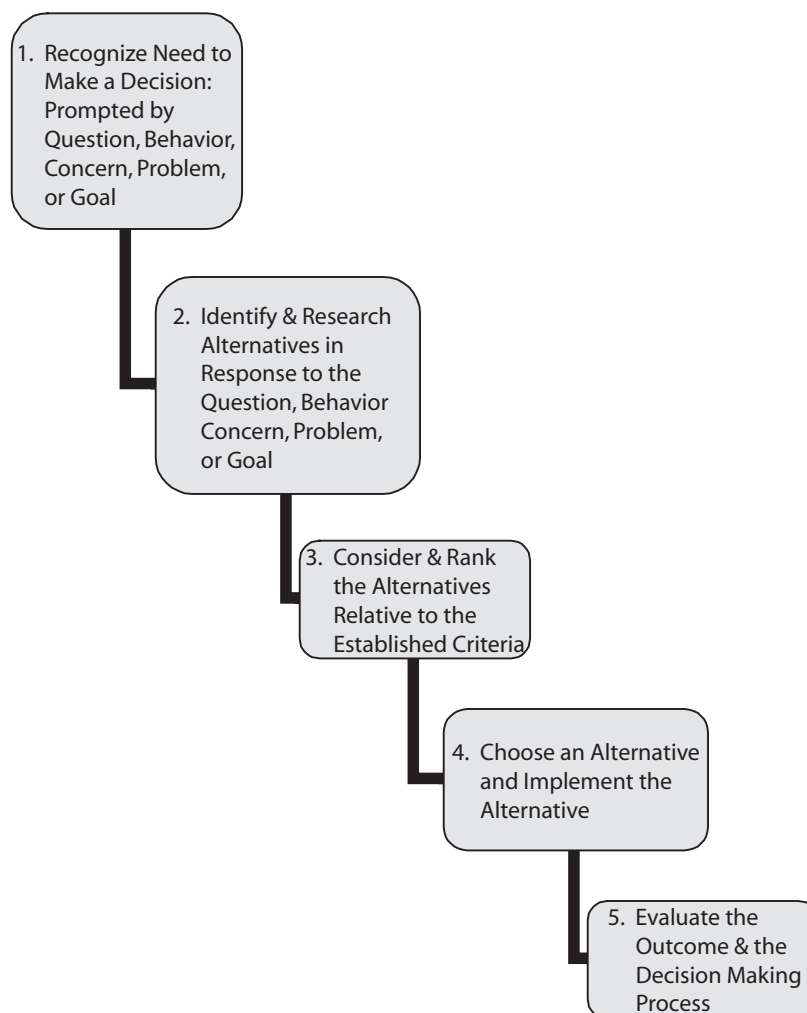 1. Recognize Need to
Make a Decision:
Prompted by
Question, Behavior,
Concern, Problem,
or Goal
2. Identify & Research
Alternatives in
Response to the
Question, Behavior
Concern, Problem,
or Goal
3. Consider & Rank
the Alternatives
Relative to the
Established Criteria
4. Choose an Alternative
and Implement the
Alternative
5. Evaluate the
Outcome & the
Decision Making
Process